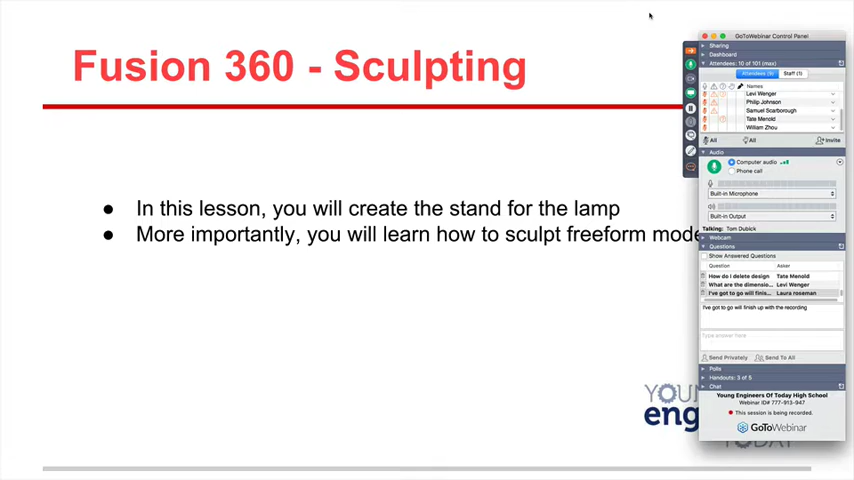 Fusion 360 - Sculpting
● In this lesson, you will create the stand for the lamp
● More importantly, you will learn how to sculpt freeform mode
YOUN
eng
TODAY
GoToWebinar Control Panel
Sharing
Dashboard
Attendees: 10 of 101 (max)
Attendees (9) Staff (1)
Names
Levi Wenger
Philip Johnson
Samuel Scarborough
Tate Menold
William Zhou
All All Invite
Audio
Computer audio
Phone call
Built-in Microphone
Built-in Output
Talking: Tom Dubick
Webcam
Questions
Show Answered Questions
Question Asker
How do i delete design Tate Menold
What are the dimensio... Levi Wenger
I've got to go will finis... Laura roseman
I've got to go will finish up with the recording
Type answer here
Send Privately Send To All
Polls
Handouts: 3 of 5
Chat
Young Engineers Of Today High School
Webinar ID# 777-913-947
This session is being recorded.
GoToWebinar